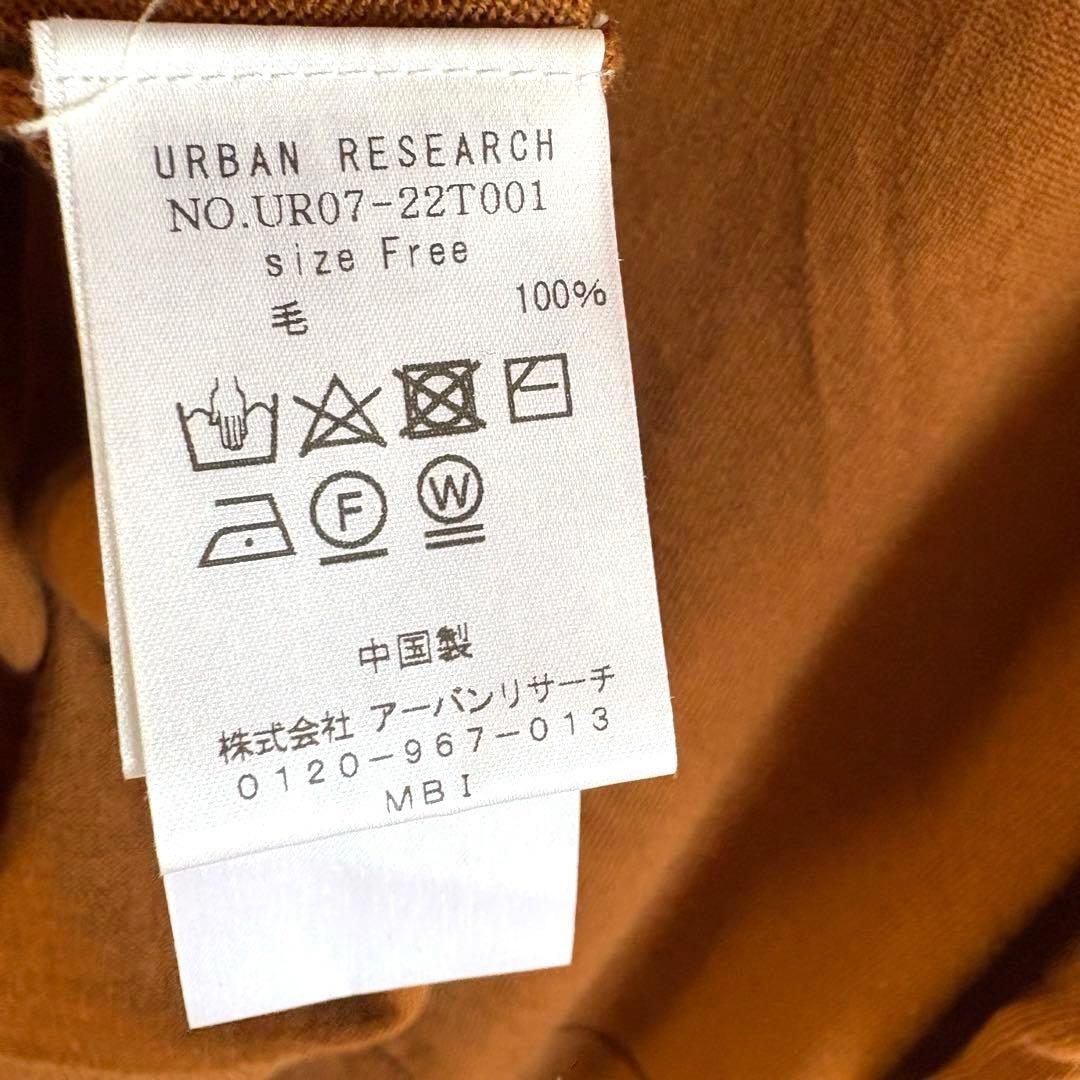 URBAN RESEARCH
NO.UR07-22T001
size Free
毛 100%
F W
中国製
株式会社 アーバンリサーチ
0120-967-013
MBI